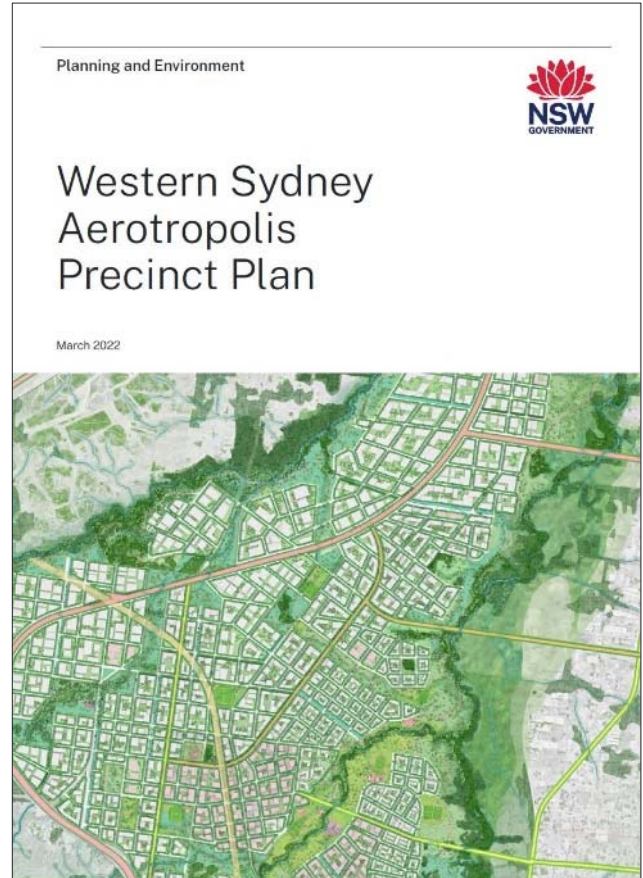 Planning and Environment
NSW
GOVERNMENT
Western Sydney
Aerotropolis
Precinct Plan
March 2022